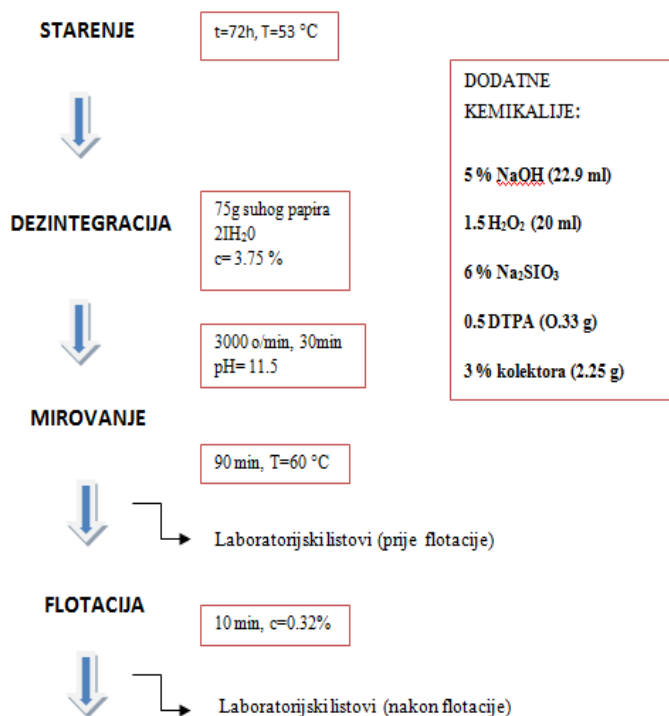 STARENJE
t=72h, T=53 °C
DODATNE
KEMIKALIJE:
5 % NaOH (22.9 ml)
1.5 H₂O₂ (20 ml)
6 % Na₂SIO₃
0.5 DTPA (O.33 g)
3 % kolektora (2.25 g)
DEZINTEGRACIJA
75g suhog papira
2IH₂0
c= 3.75 %
3000 o/min, 30min
pH= 11.5
MIROVANJE
90 min, T=60 °C
Laboratorijski listovi (prije flotacije)
FLOTACIJA
10 min, c=0.32%
Laboratorijski listovi (nakon flotacije)